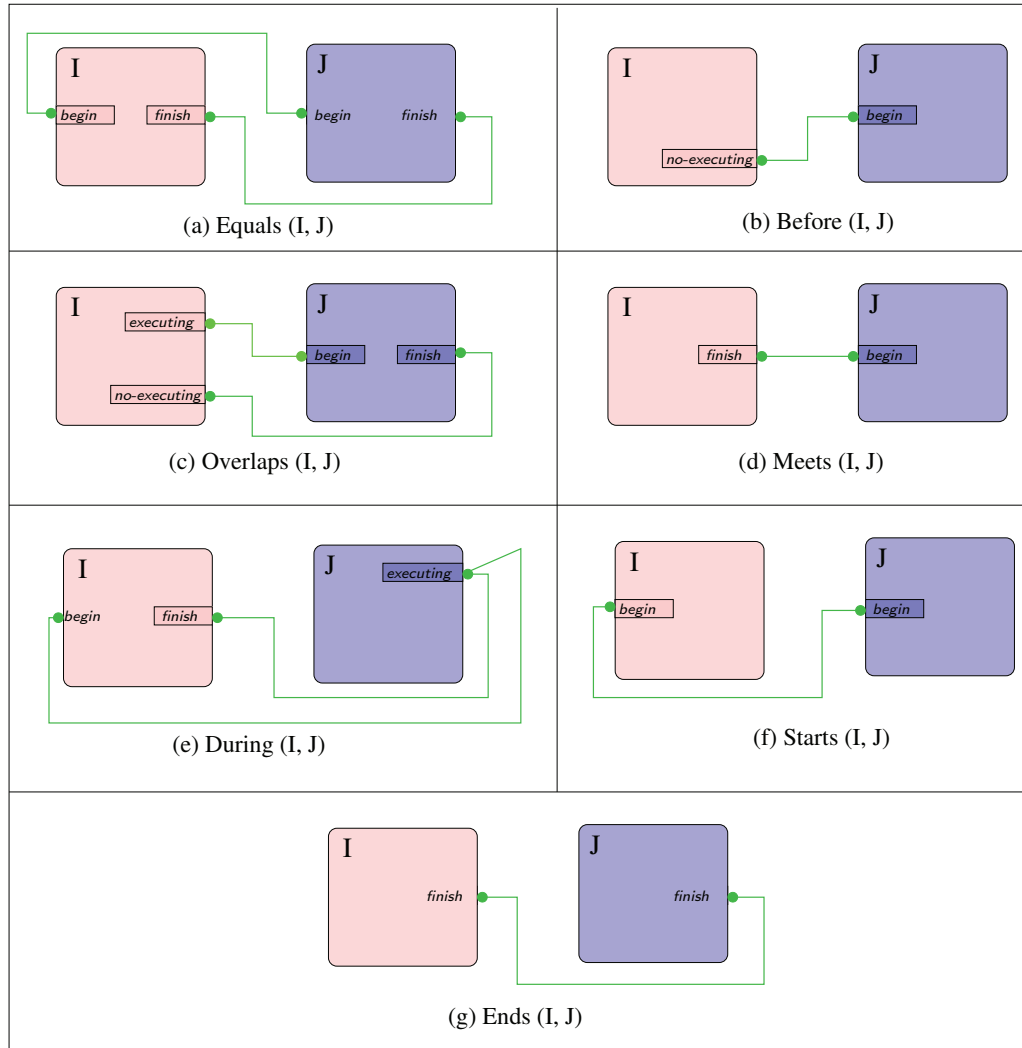 I J
begin finish begin finish
(a) Equals (I, J)
I J
begin
no-executing
(b) Before (I, J)
I J
executing
begin finish
no-executing
(c) Overlaps (I, J)
I J
finish begin
(d) Meets (I, J)
I J
executing
begin finish
(e) During (I, J)
I J
begin begin
(f) Starts (I, J)
I J
finish finish
(g) Ends (I, J)